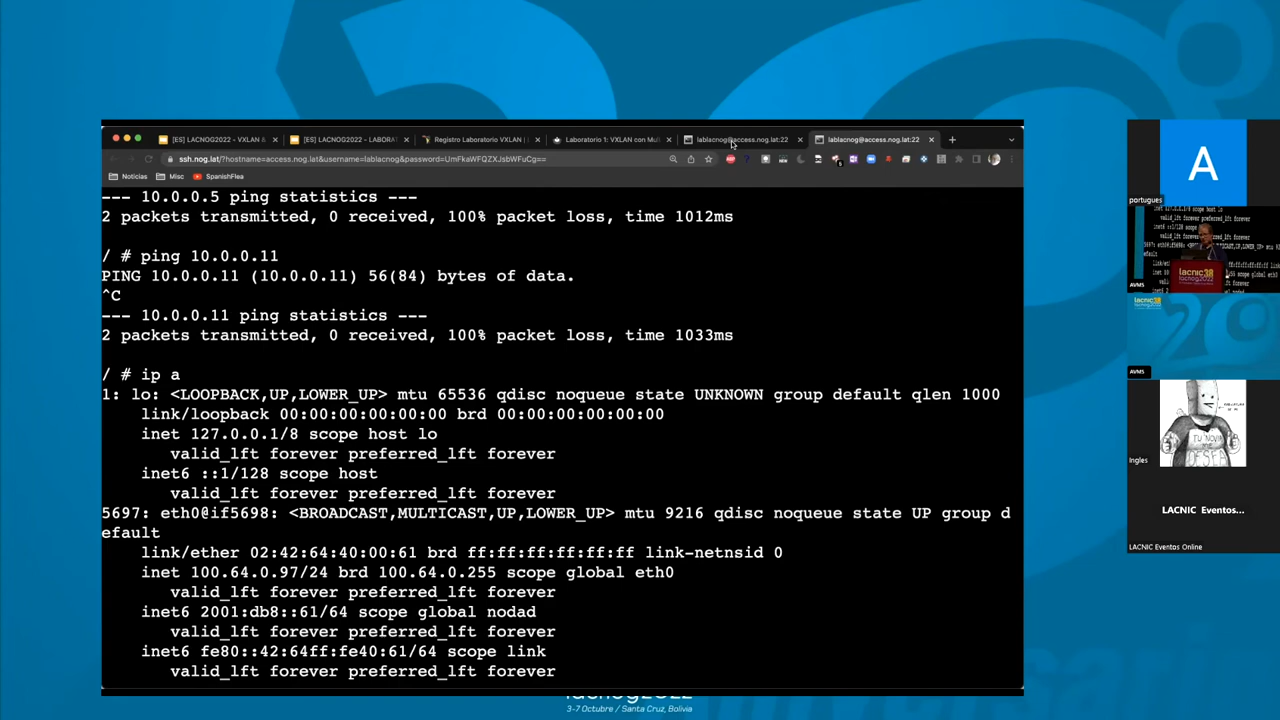 [ES] LACNOG2022 - VXLAN &
[ES] LACNOG2022 - LABORAT
Registro Laboratorio VXLAN |
Laboratorio 1: VXLAN con Mul
lablacnog@access.nog.lat:22
lablacnog@access.nog.lat:22
ssh.nog.lat/?hostname=access.nog.lat&username=lablacnog&password=UmFkaWFQZXJsbWFuCg==
Noticias
Misc
SpanishFlea
--- 10.0.0.5 ping statistics ---
2 packets transmitted, 0 received, 100% packet loss, time 1012ms
/ # ping 10.0.0.11
PING 10.0.0.11 (10.0.0.11) 56(84) bytes of data.
^C
--- 10.0.0.11 ping statistics ---
2 packets transmitted, 0 received, 100% packet loss, time 1033ms
/ # ip a
1: lo: <LOOPBACK,UP,LOWER_UP> mtu 65536 qdisc noqueue state UNKNOWN group default qlen 1000
link/loopback 00:00:00:00:00:00 brd 00:00:00:00:00:00
inet 127.0.0.1/8 scope host lo
valid_lft forever preferred_lft forever
inet6 ::1/128 scope host
valid_lft forever preferred_lft forever
5697: eth0@if5698: <BROADCAST,MULTICAST,UP,LOWER_UP> mtu 9216 qdisc noqueue state UP group d
efault
link/ether 02:42:64:40:00:61 brd ff:ff:ff:ff:ff:ff link-netnsid 0
inet 100.64.0.97/24 brd 100.64.0.255 scope global eth0
valid_lft forever preferred_lft forever
inet6 2001:db8::61/64 scope global nodad
valid_lft forever preferred_lft forever
inet6 fe80::42:64ff:fe40:61/64 scope link
valid_lft forever preferred_lft forever
lacnog2022
3-7 Octubre / Santa Cruz, Bolivia
A
portugues
lacnic38
lacnog2022
AVMS
lacnic38
AVMS
TU NOVIA
ME
DESEA
Ingles
LACNIC Eventos...
LACNIC Eventos Online